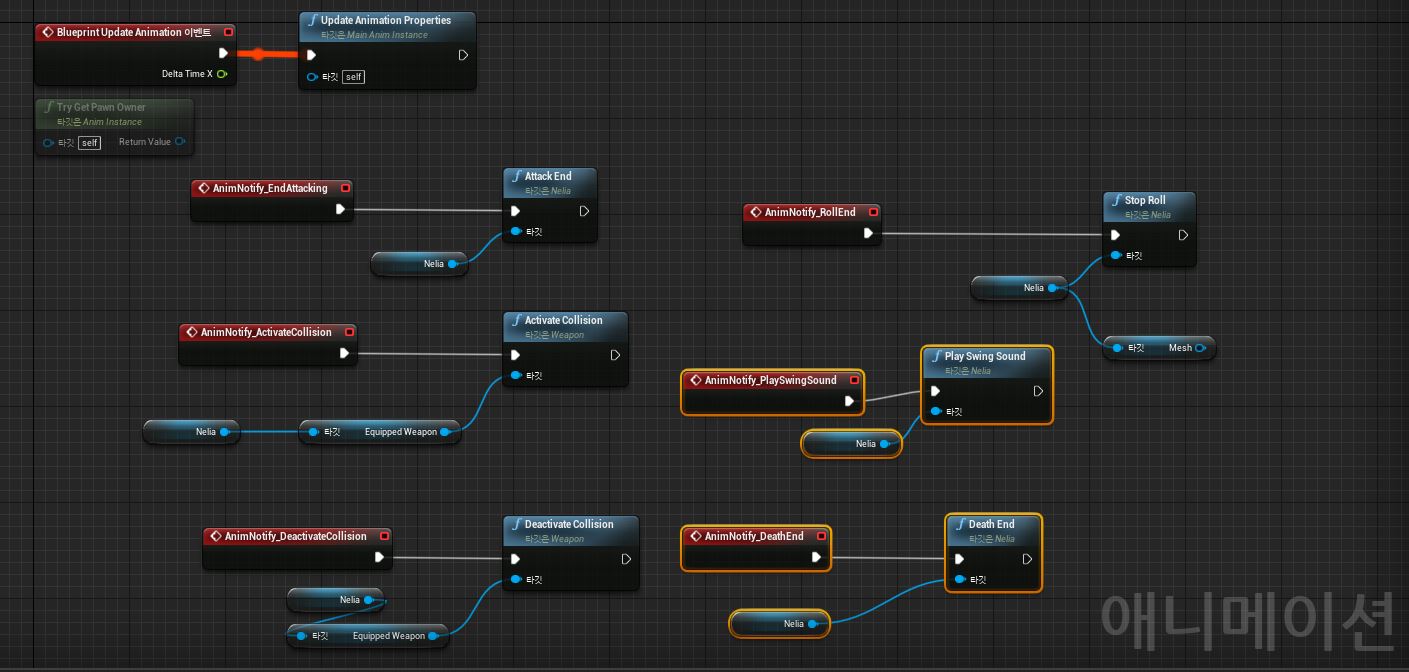 Blueprint Update Animation 이벤트
Delta Time X
Update Animation Properties
타깃은 Main Anim Instance
타깃 self
Try Get Pawn Owner
타깃은 Anim Instance
타깃 self Return Value
AnimNotify_EndAttacking
Attack End
타깃은 Nelia
타깃
Nelia
AnimNotify_RollEnd
Stop Roll
타깃은 Nelia
타깃
Nelia
타깃 Mesh
AnimNotify_ActivateCollision
Activate Collision
타깃은 Weapon
타깃
Nelia
타깃 Equipped Weapon
AnimNotify_PlaySwingSound
Play Swing Sound
타깃은 Nelia
타깃
Nelia
AnimNotify_DeactivateCollision
Deactivate Collision
타깃은 Weapon
타깃
Nelia
타깃 Equipped Weapon
AnimNotify_DeathEnd
Death End
타깃은 Nelia
타깃
Nelia
애니메이션